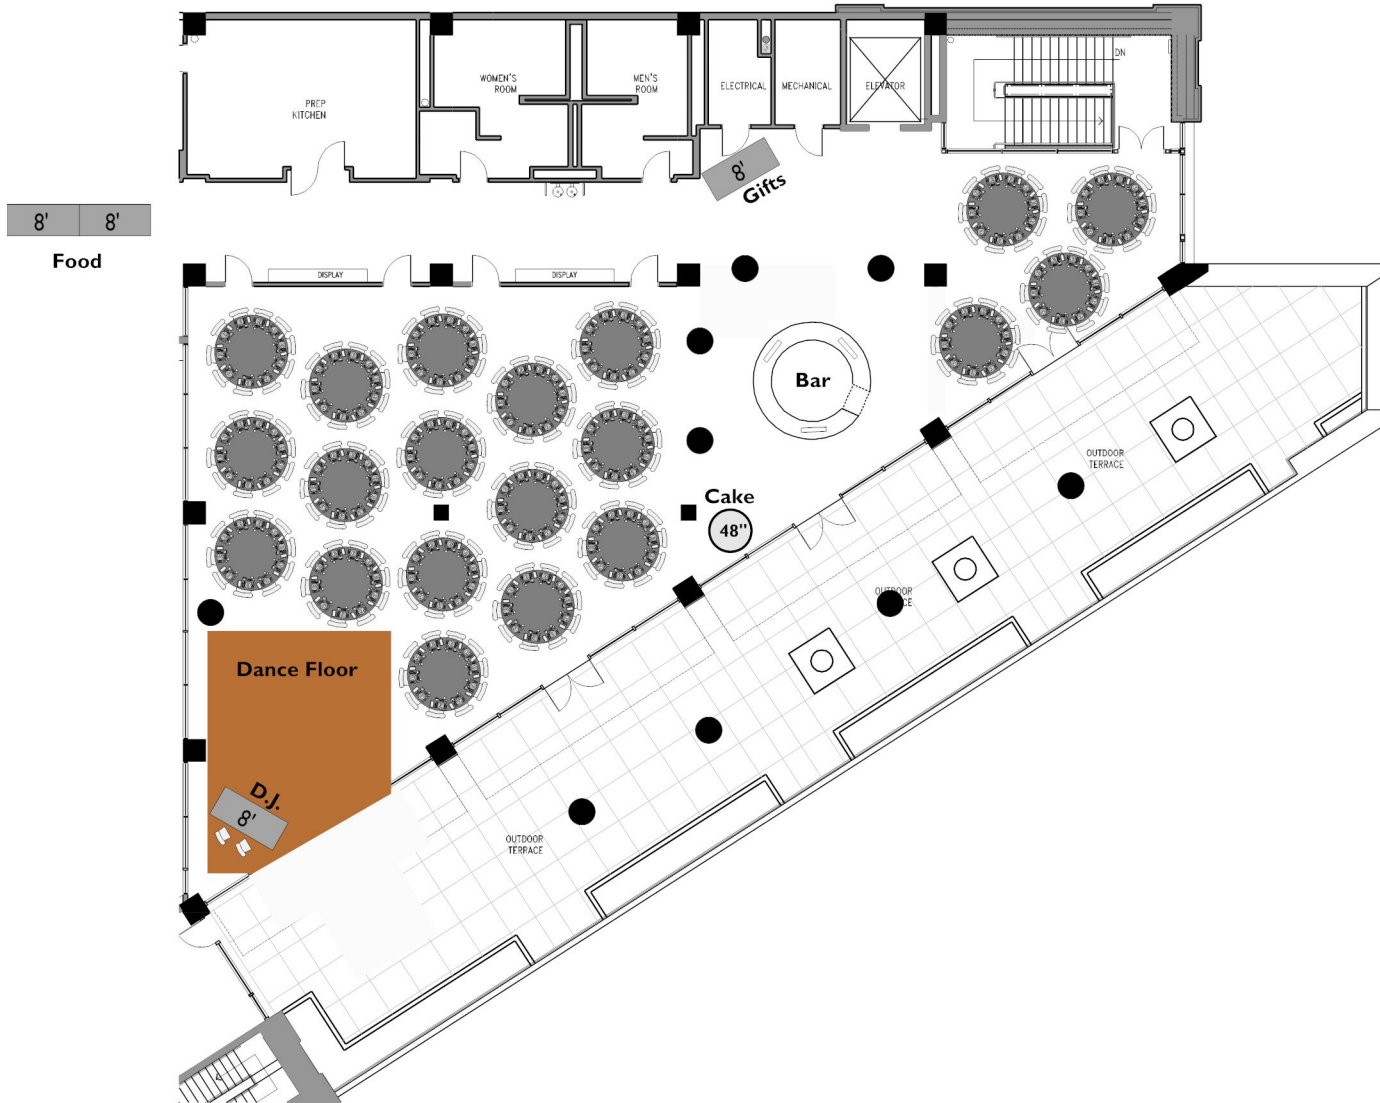 DN
WOMEN'S
ROOM
MEN'S
ROOM
ELECTRICAL
MECHANICAL
ELEVATOR
PREP
KITCHEN
8'
Gifts
8'
8'
Food
DISPLAY
DISPLAY
Bar
OUTDOOR
TERRACE
Cake
48"
OUTDOOR
Dance Floor
D.J.
8'
OUTDOOR
TERRACE